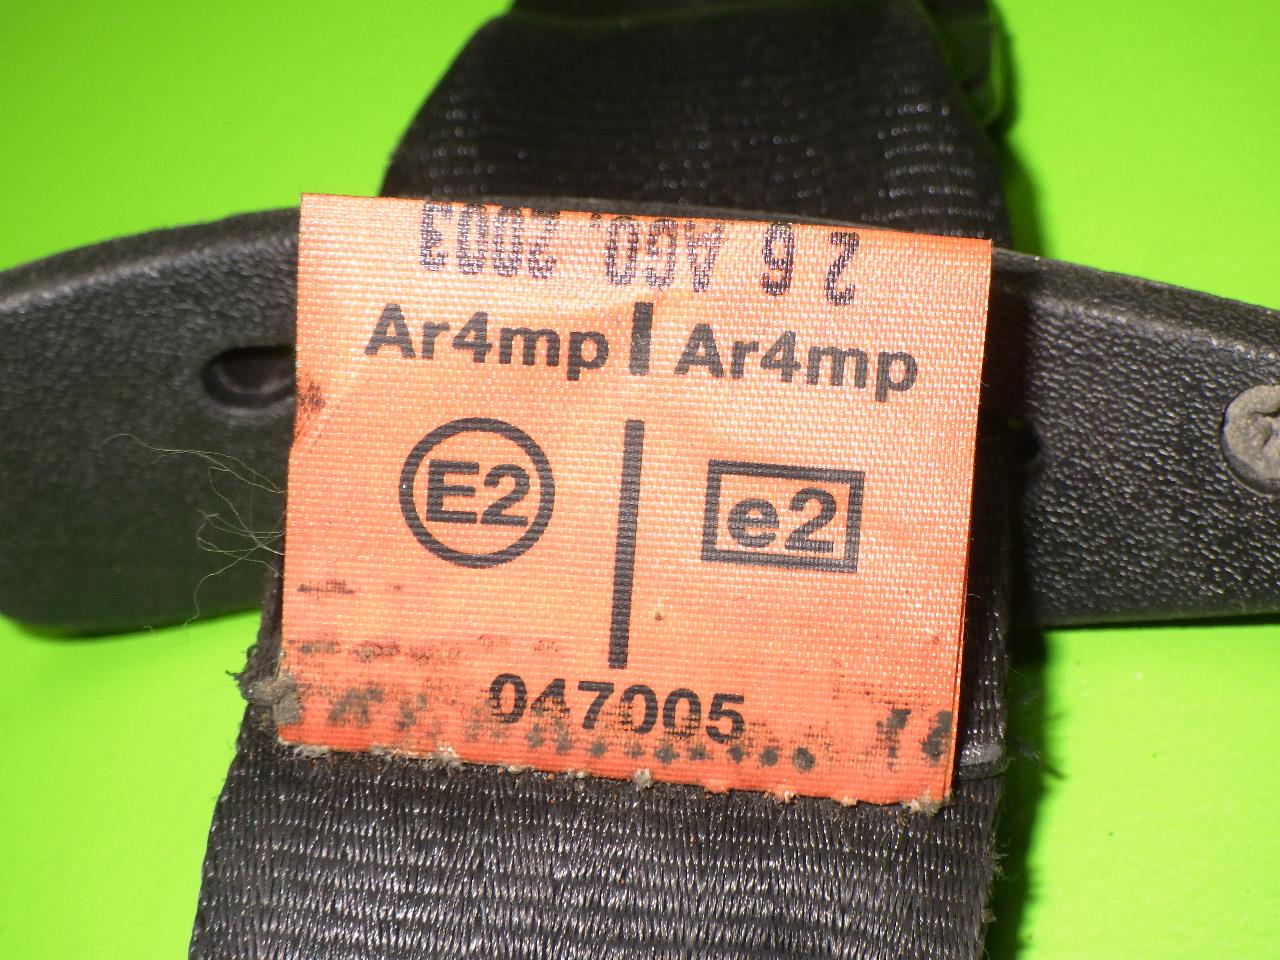 26 AGO. 2003
Ar4mp | Ar4mp
E2 | e2
047005